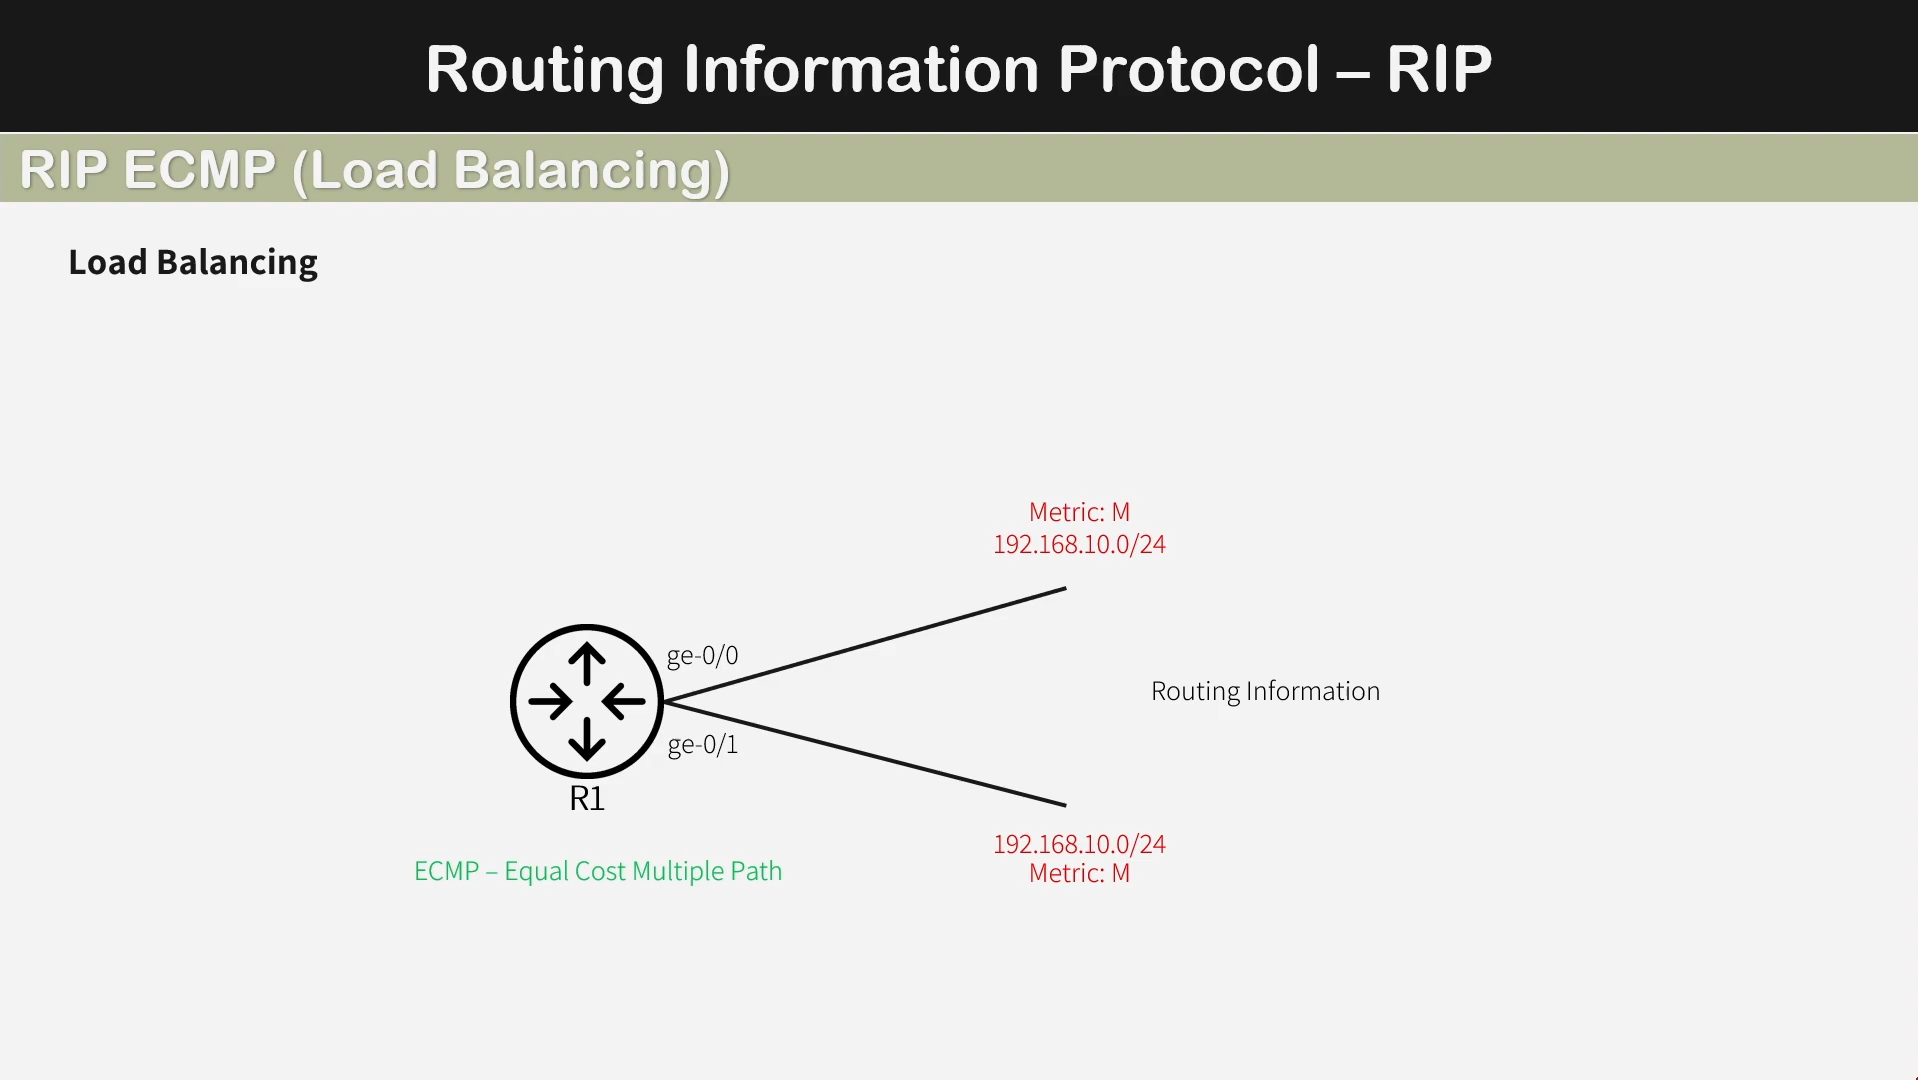 Routing Information Protocol – RIP
RIP ECMP (Load Balancing)
Load Balancing
Metric: M
192.168.10.0/24
ge-0/0
Routing Information
ge-0/1
R1
192.168.10.0/24
Metric: M
ECMP – Equal Cost Multiple Path